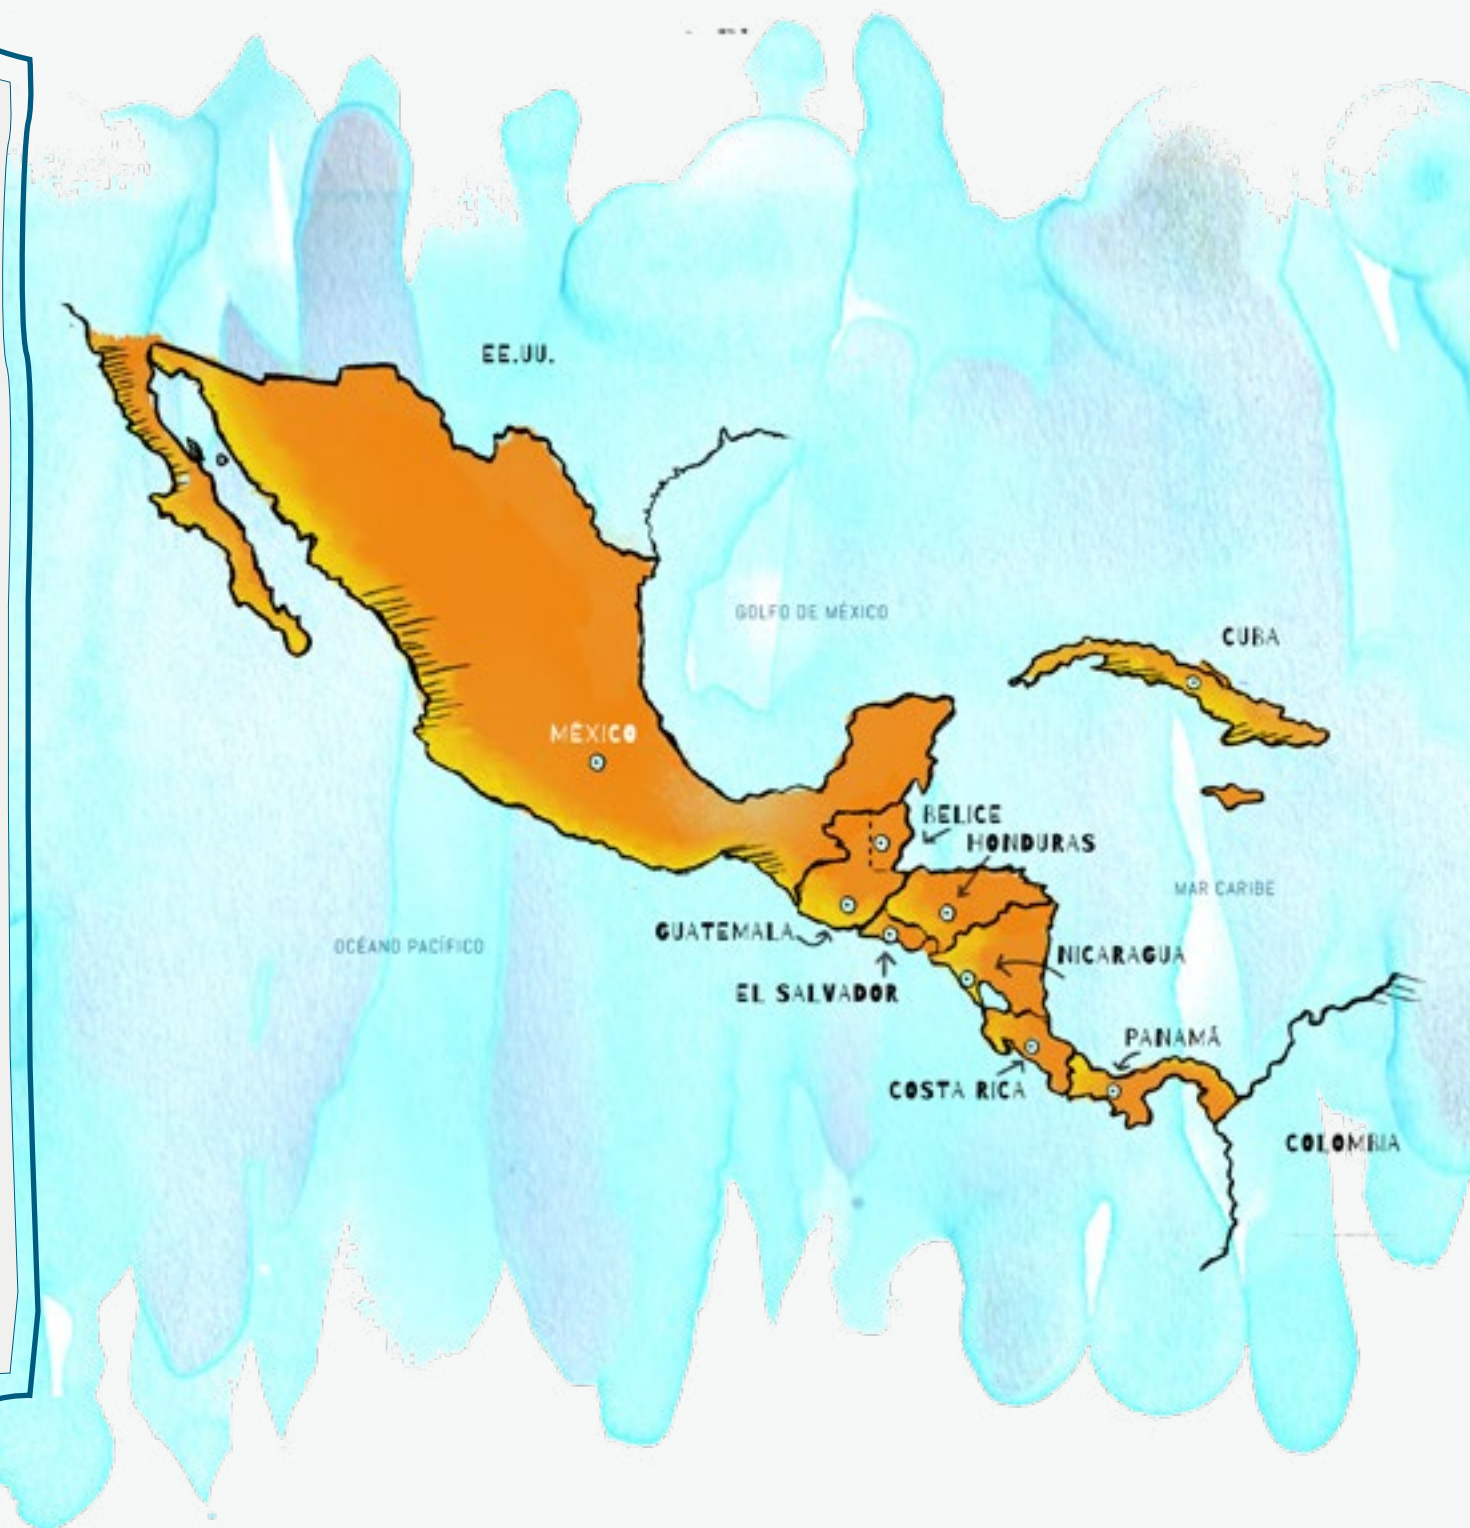 EE.UU.
GOLFO DE MÉXICO
CUBA
MÉXICO
BELICE
HONDURAS
MAR CARIBE
GUATEMALA
OCÉANO PACÍFICO
NICARAGUA
EL SALVADOR
PANAMÁ
COSTA RICA
COLOMBIA